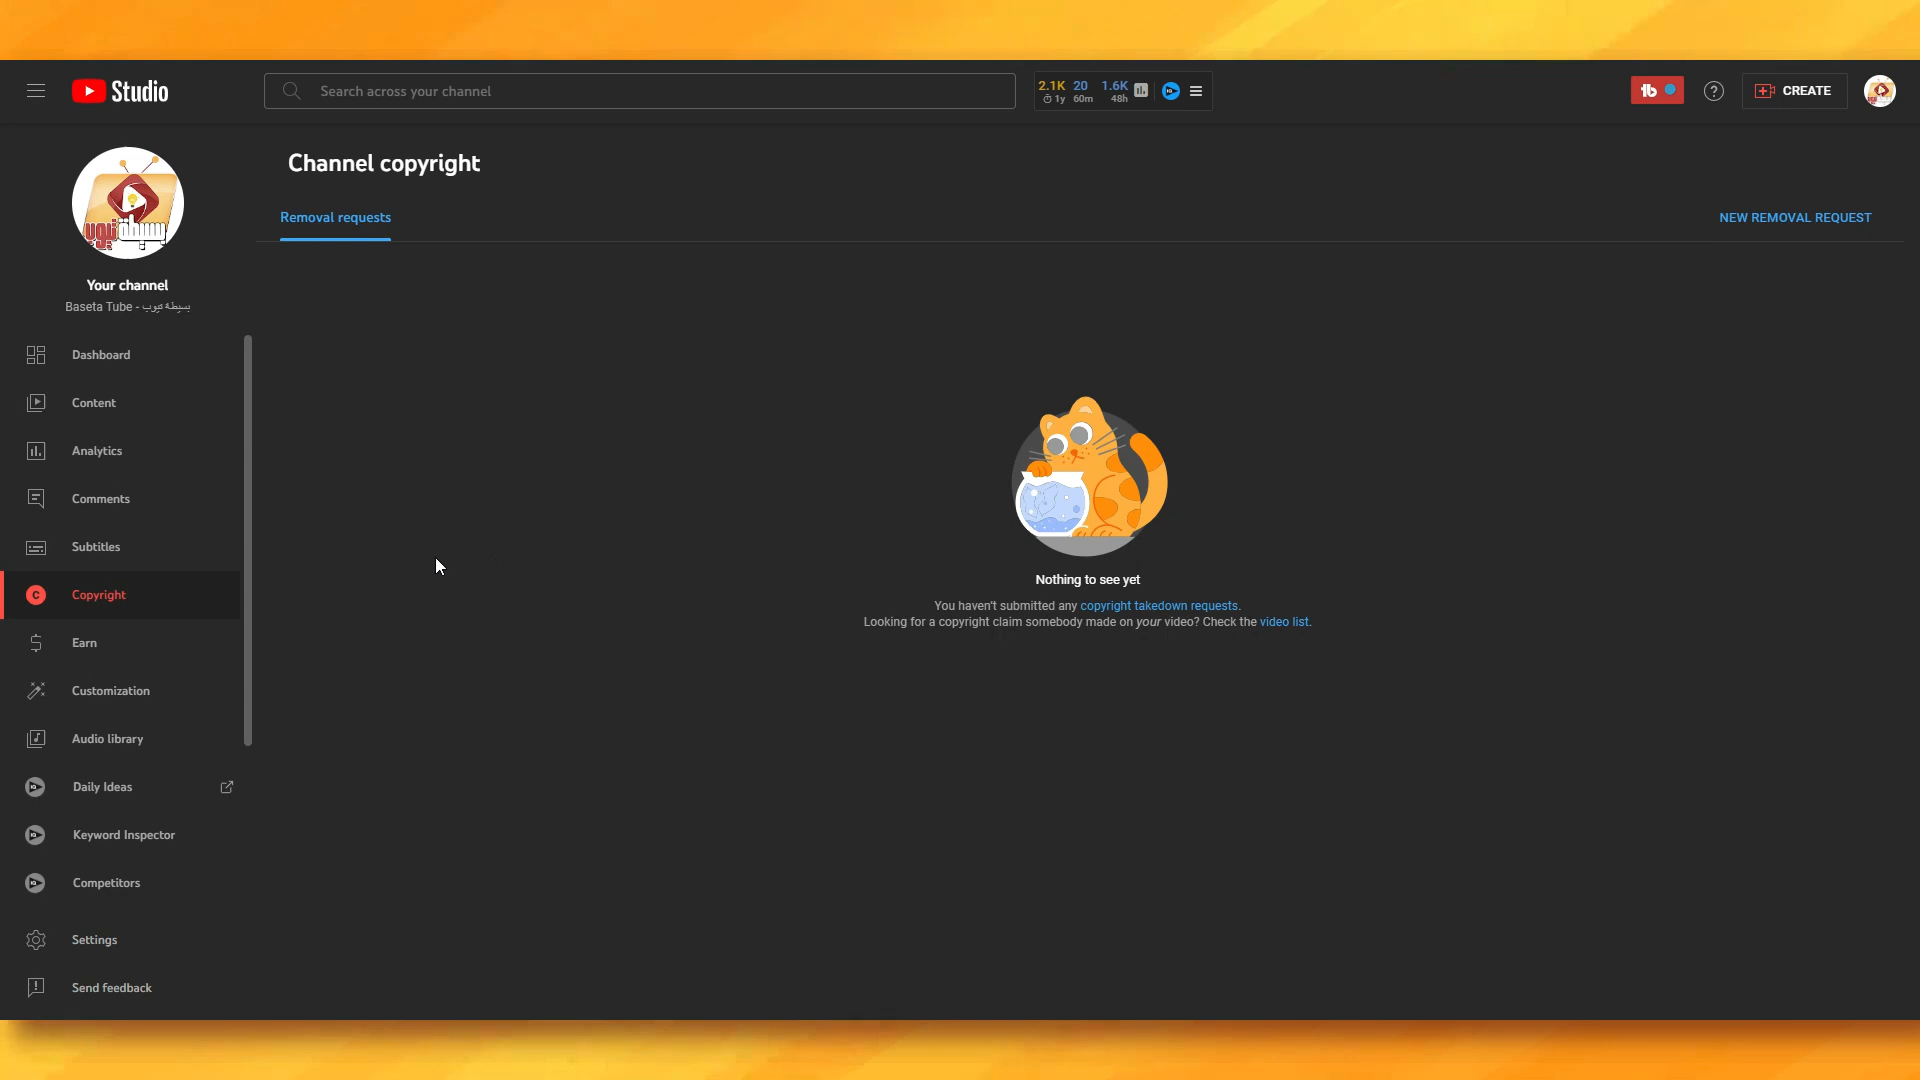 Studio
Search across your channel
2.1K 20 1.6K
1y 60m 48h
tb
CREATE
بسيطة تيوب
Your channel
Baseta Tube - بسيطة تيوب
Channel copyright
Removal requests
NEW REMOVAL REQUEST
Dashboard
Content
Analytics
Comments
Subtitles
Copyright
Earn
Customization
Audio library
Daily Ideas
Keyword Inspector
Competitors
Settings
Send feedback
Nothing to see yet
You haven't submitted any copyright takedown requests.
Looking for a copyright claim somebody made on your video? Check the video list.